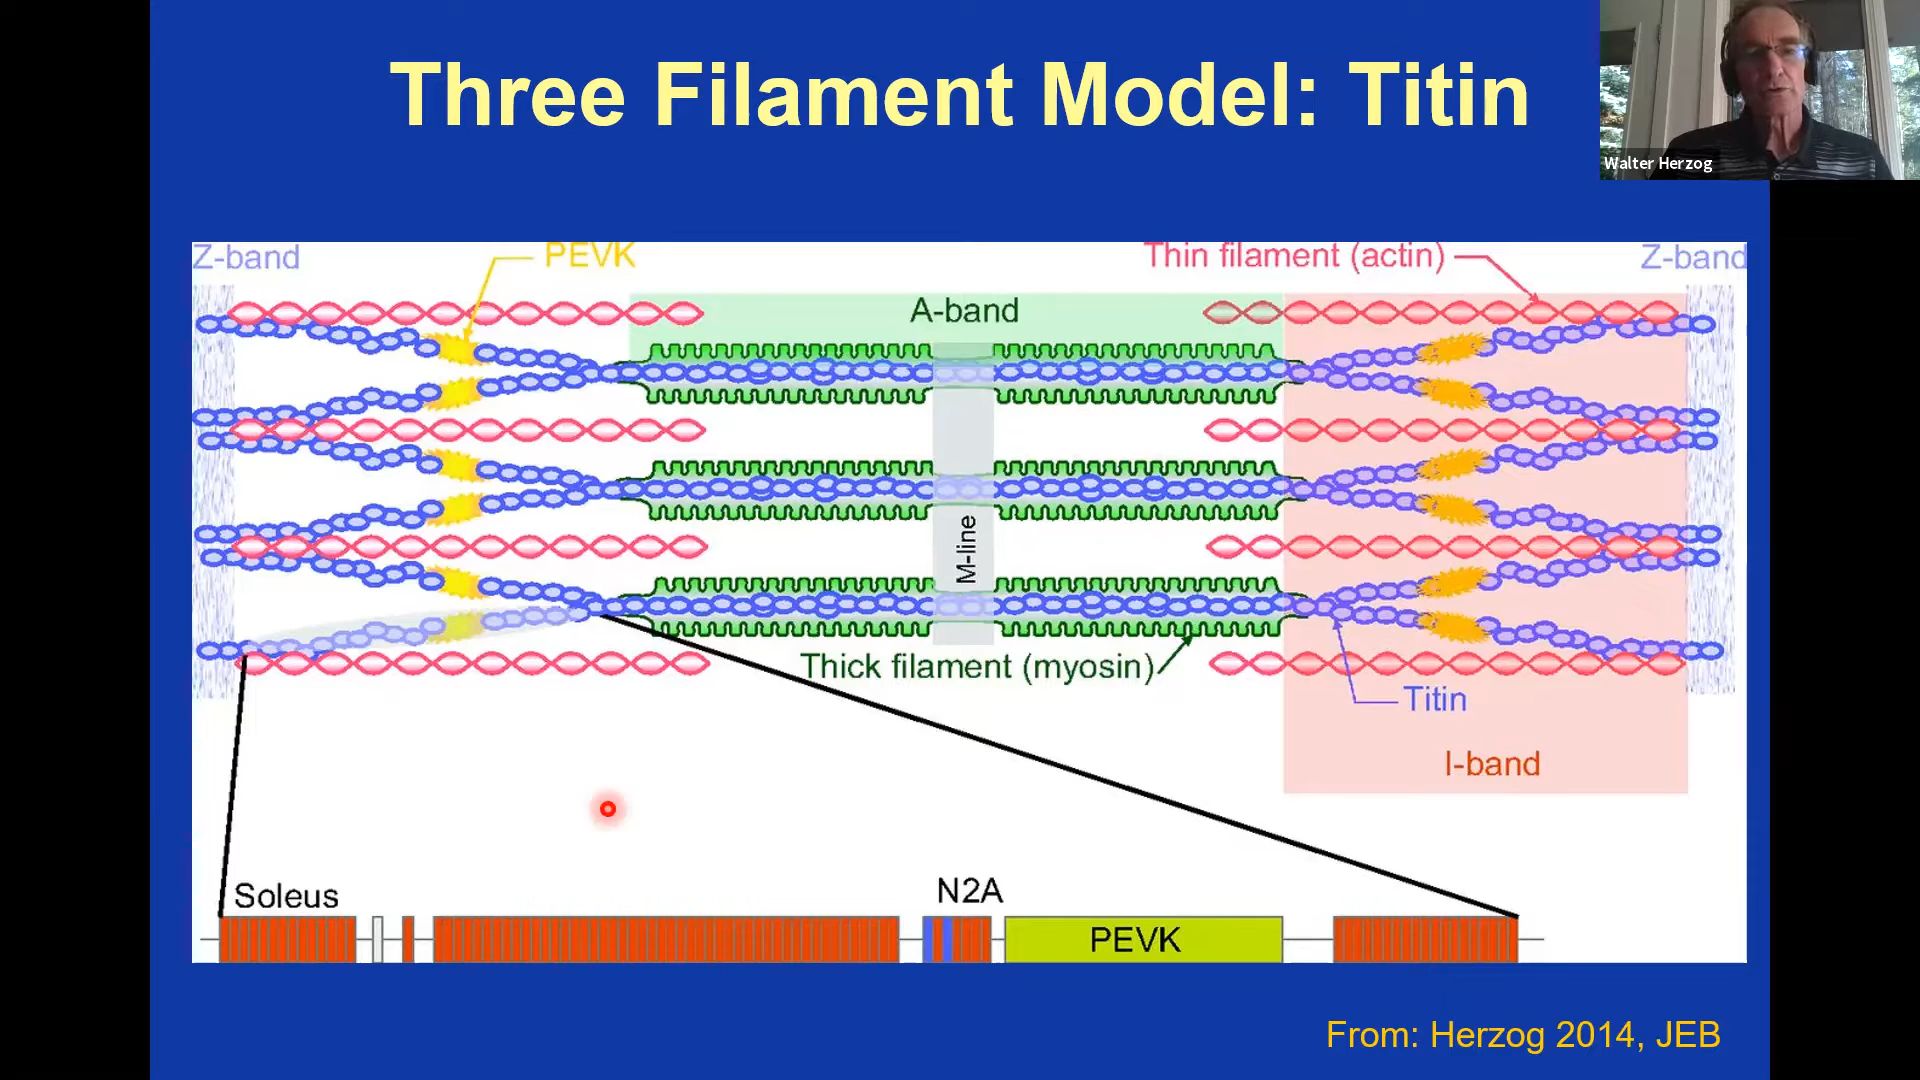 Three Filament Model: Titin
Walter Herzog
Z-band
PEVK
Thin filament (actin)
Z-band
A-band
M-line
Thick filament (myosin)
Titin
I-band
Soleus
N2A
PEVK
From: Herzog 2014, JEB